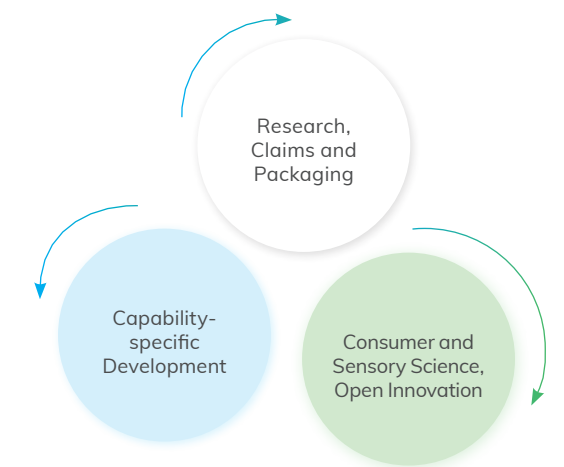 Research,
Claims and
Packaging
Capability-
specific
Development
Consumer and
Sensory Science,
Open Innovation